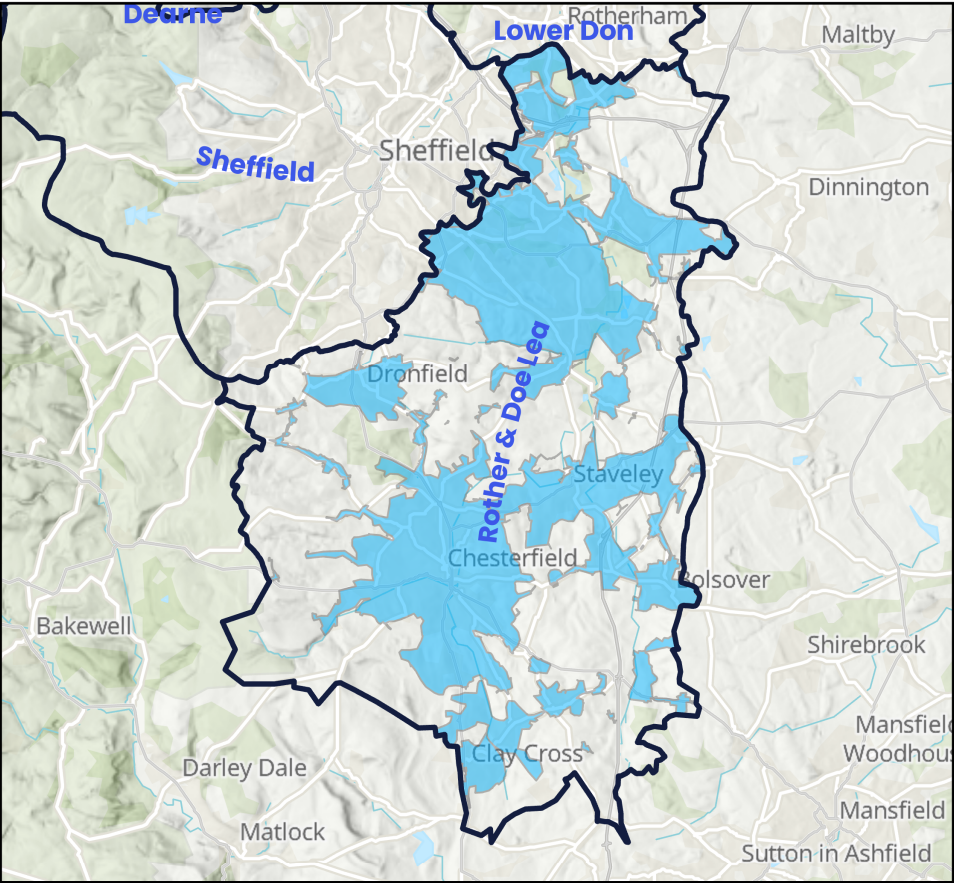 Dearne
Rotherham
Lower Don
Maltby
Sheffield
Sheffield
Dinnington
Dronfield
Rother & Doe Lea
Staveley
Chesterfield
Bolsover
Bakewell
Shirebrook
Mansfield
Woodhous
Clay Cross
Darley Dale
Mansfield
Matlock
Sutton in Ashfield